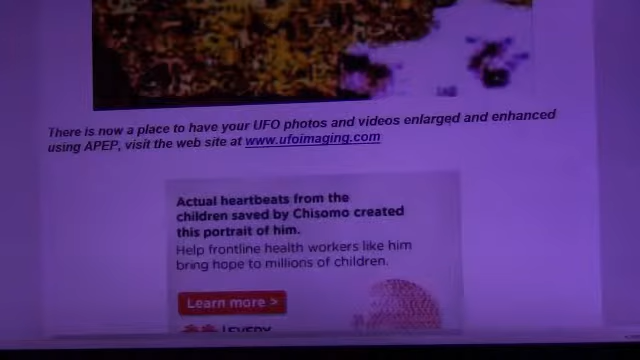 There is now a place to have your UFO photos and videos enlarged and enhanced
using APEP, visit the web site at www.ufoimaging.com
Actual heartbeats from the
children saved by Chisomo created
this portrait of him.
Help frontline health workers like him
bring hope to millions of children.
Learn more >
EVERY